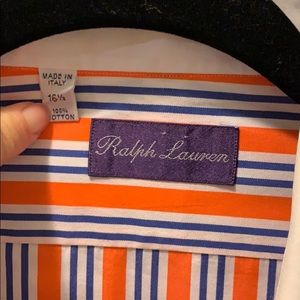 MADE IN
ITALY
16½
100%
COTTON
Ralph Lauren